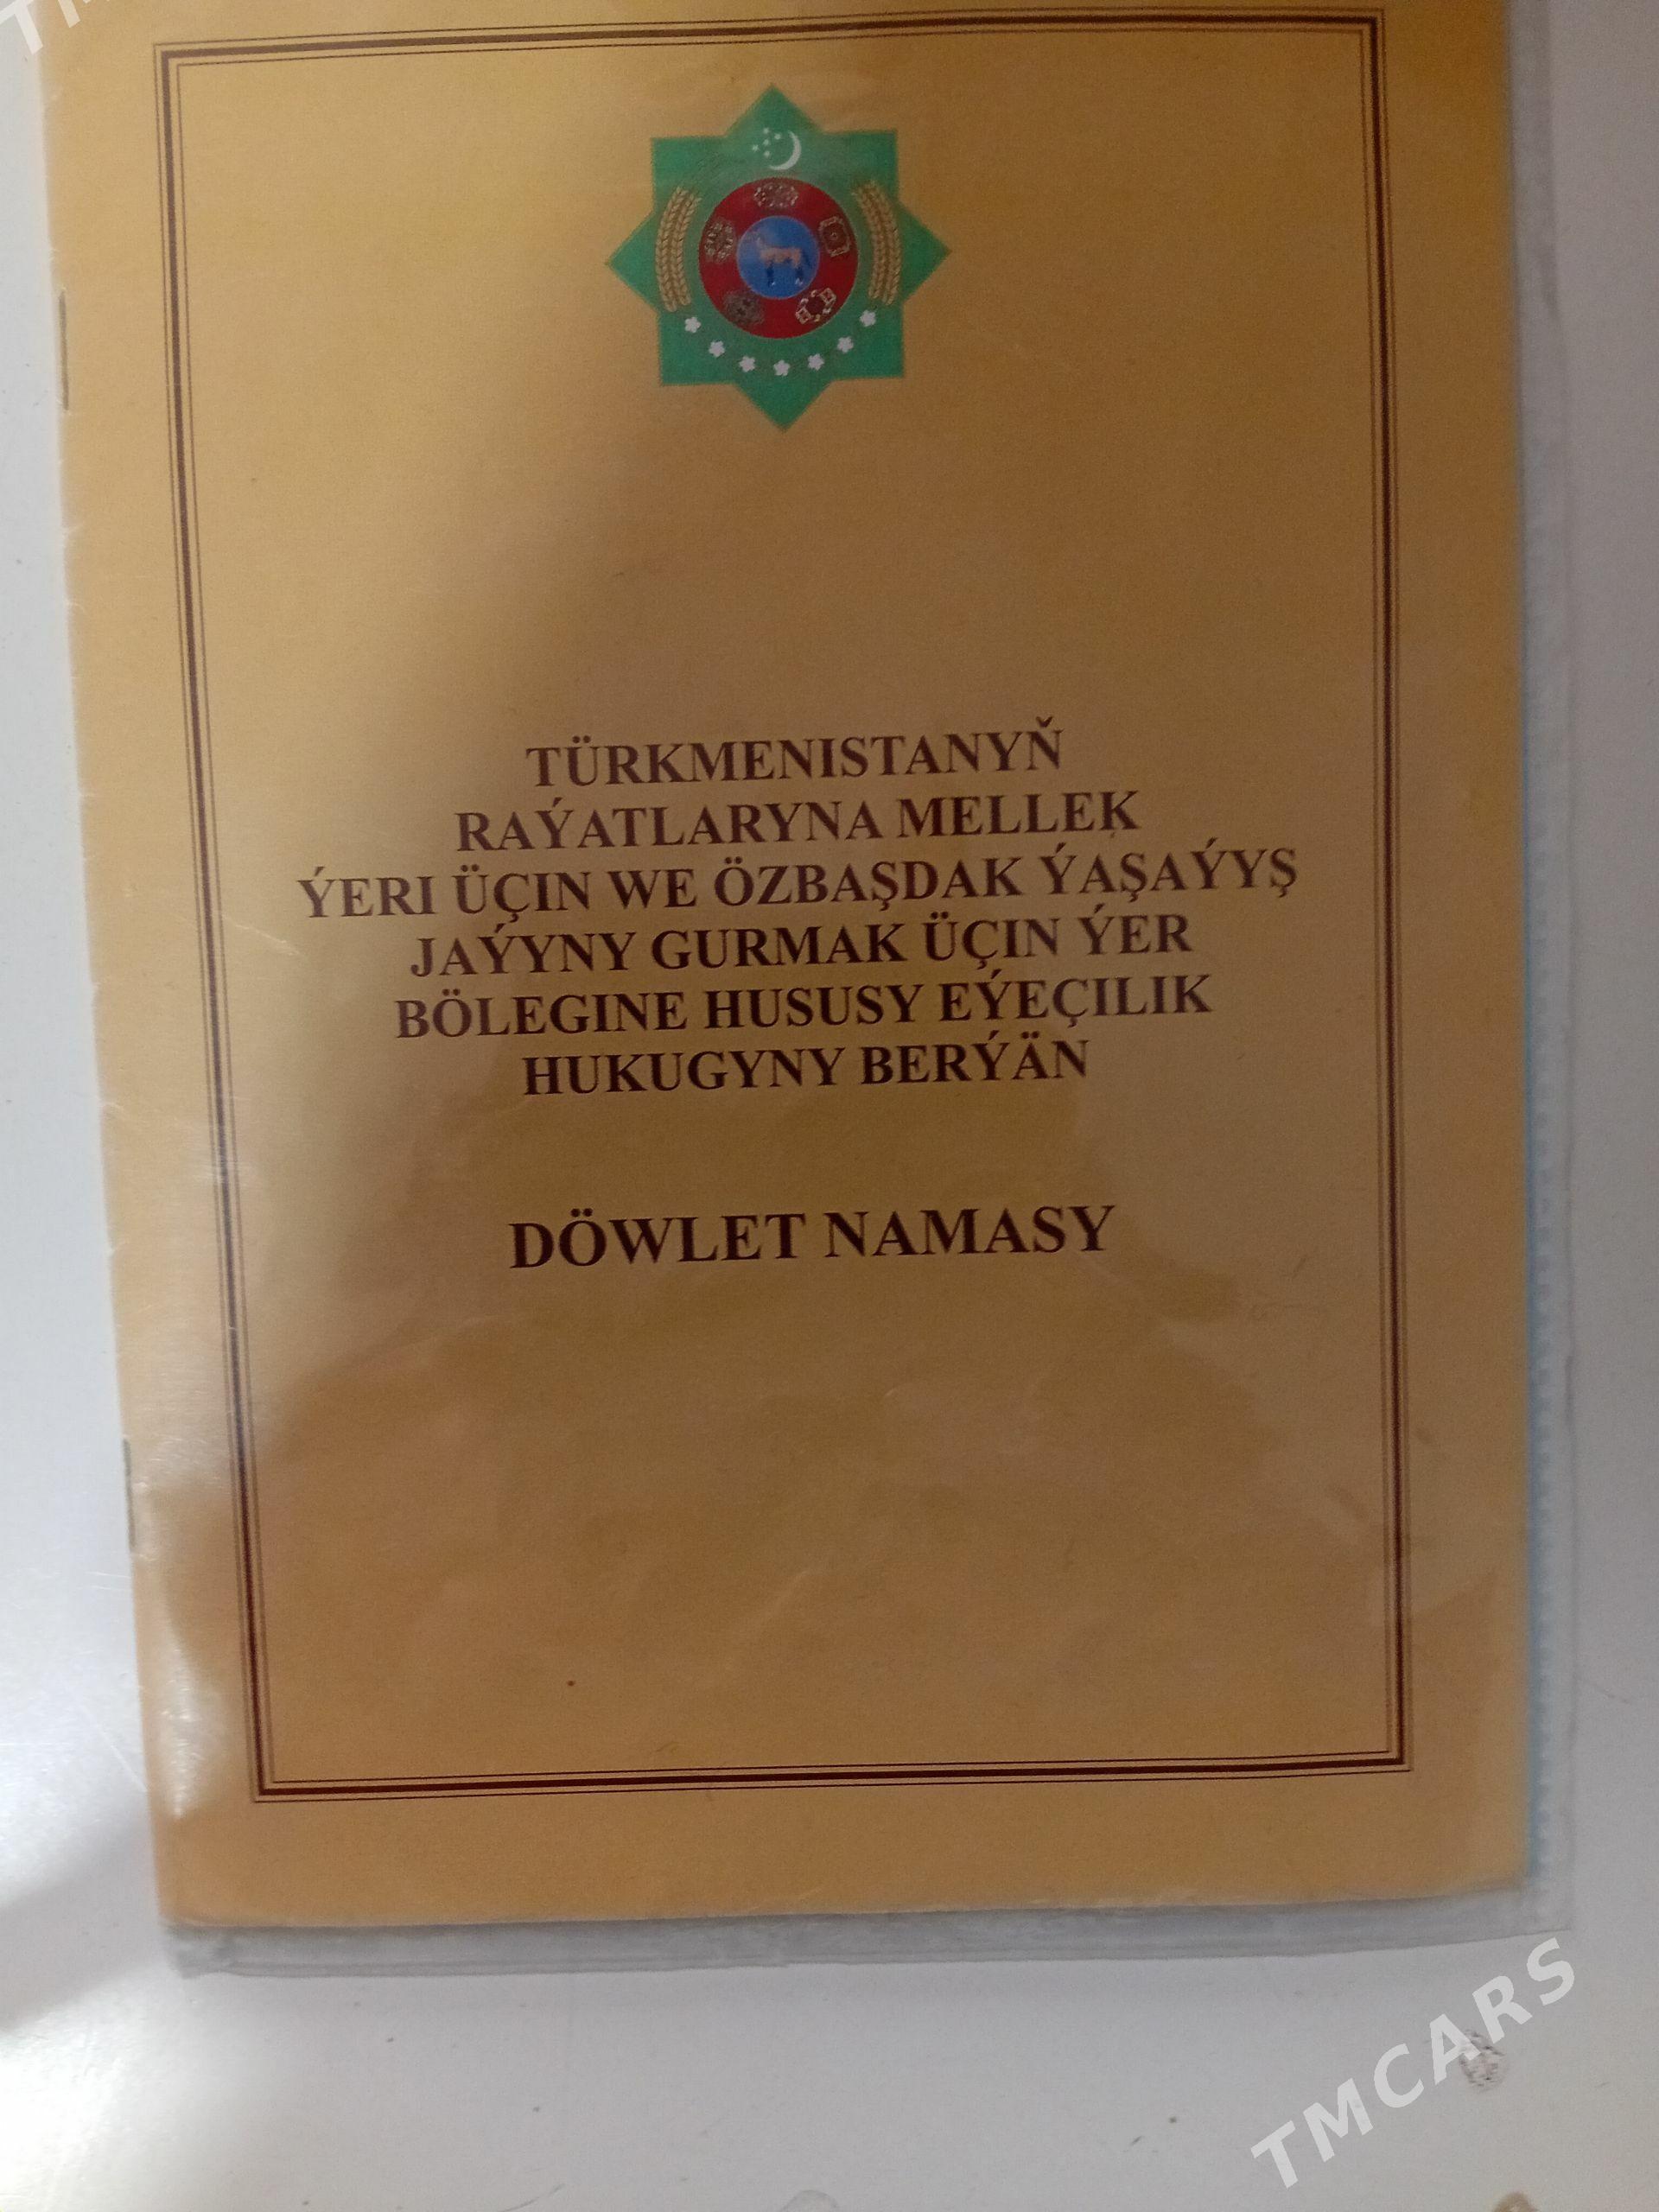 TÜRKMENISTANYŇ
RAÝATLARYNA MELLEK
ÝERI ÜÇIN WE ÖZBAŞDAK ÝAŞAÝYŞ
JAÝYNY GURMAK ÜÇIN ÝER
BÖLEGINE HUSUSY EÝEÇILIK
HUKUGYNY BERÝÄN
DÖWLET NAMASY
TMCARS